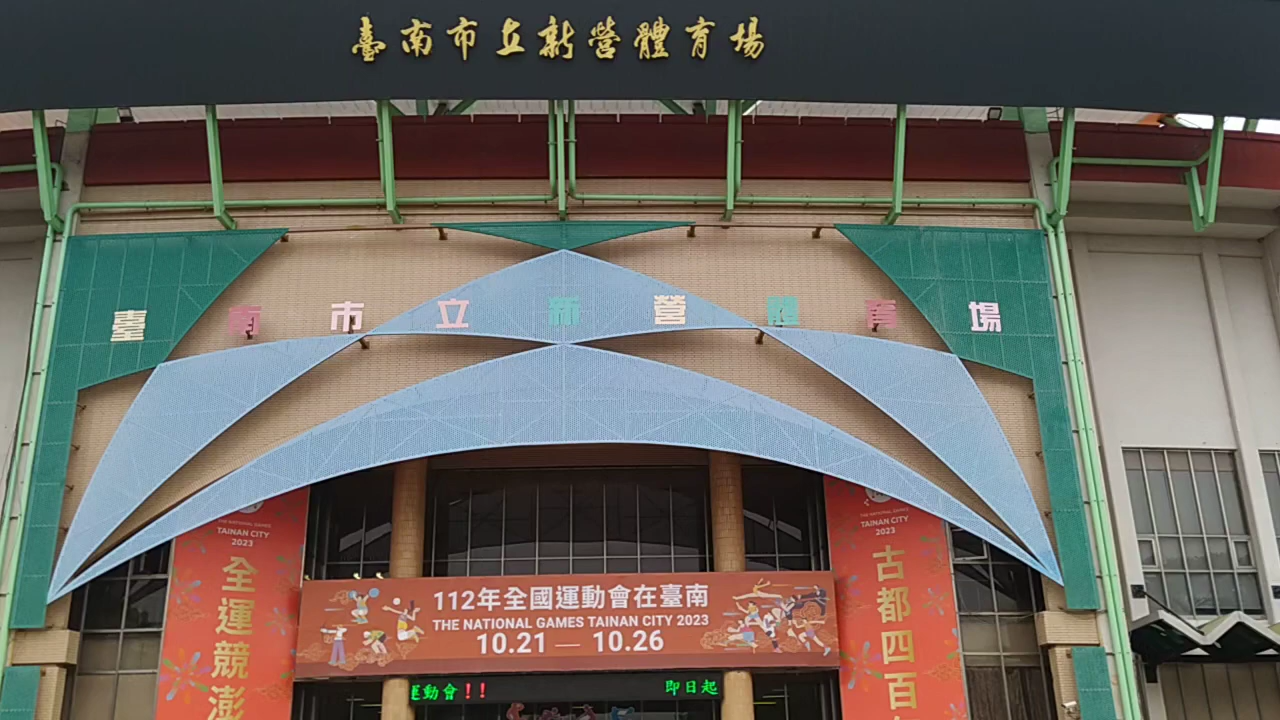 臺南市立新營體育場
臺南市立新營體育場
THE NATIONAL GAMES
TAINAN CITY
2023
全運競澎
112年全國運動會在臺南
THE NATIONAL GAMES TAINAN CITY 2023
10.21 — 10.26
THE NATIONAL GAMES
TAINAN CITY
2023
古都四百
運動會!!
即日起